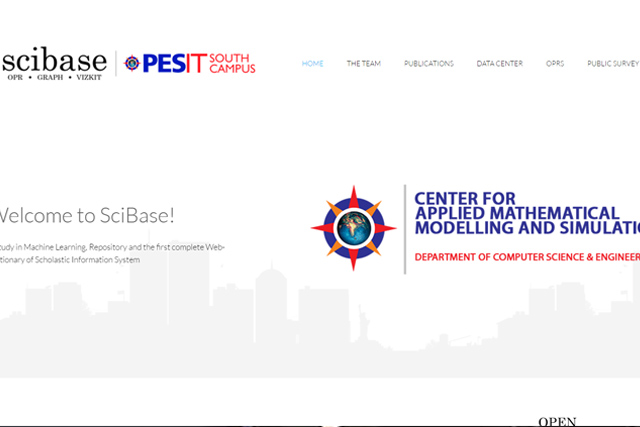 scibase
OPR • GRAPH • VIZKIT
PESIT SOUTH
CAMPUS
HOME THE TEAM PUBLICATIONS DATA CENTER OPRS PUBLIC SURVEY
Welcome to SciBase!
tudy in Machine Learning, Repository and the first complete Web-
tionary of Scholastic Information System
CENTER FOR
APPLIED MATHEMATICAL
MODELLING AND SIMULATIO
DEPARTMENT OF COMPUTER SCIENCE & ENGINEER
OPEN